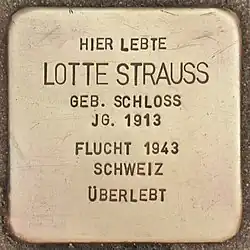 HIER LEBTE
LOTTE STRAUSS
GEB. SCHLOSS
JG. 1913
FLUCHT 1943
SCHWEIZ
ÜBERLEBT